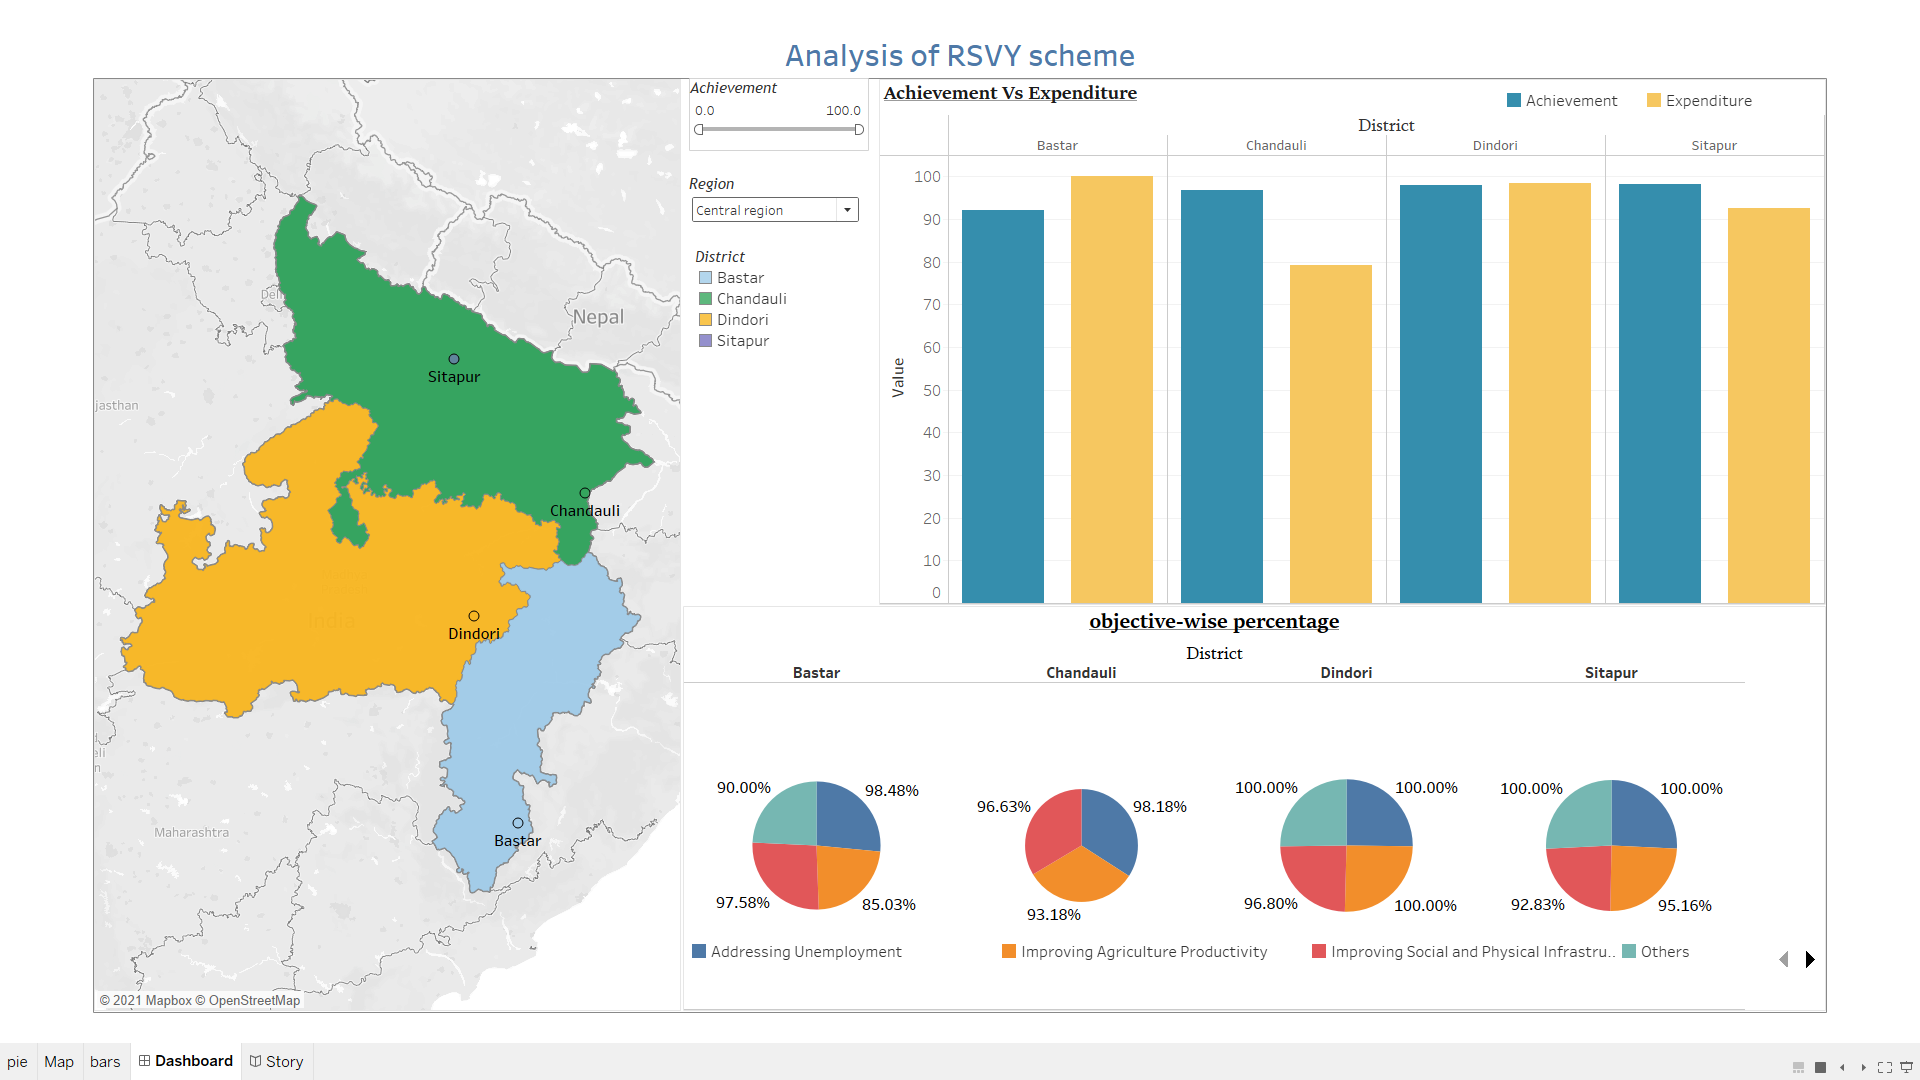 Analysis of RSVY scheme
Achievement
0.0 100.0
Region
Central region
District
Bastar
Chandauli
Dindori
Sitapur
Nepal
jasthan
Sitapur
Chandauli
India
Dindori
Maharashtra
Bastar
© 2021 Mapbox © OpenStreetMap
Achievement Vs Expenditure
Achievement Expenditure
District
Bastar Chandauli Dindori Sitapur
100
90
80
70
60
50
40
30
20
10
0
Value
objective-wise percentage
District
Bastar Chandauli Dindori Sitapur
90.00% 98.48%
97.58% 85.03%
96.63% 98.18%
93.18%
100.00% 100.00%
96.80% 100.00%
100.00% 100.00%
92.83% 95.16%
Addressing Unemployment Improving Agriculture Productivity Improving Social and Physical Infrastru.. Others
pie Map bars Dashboard Story